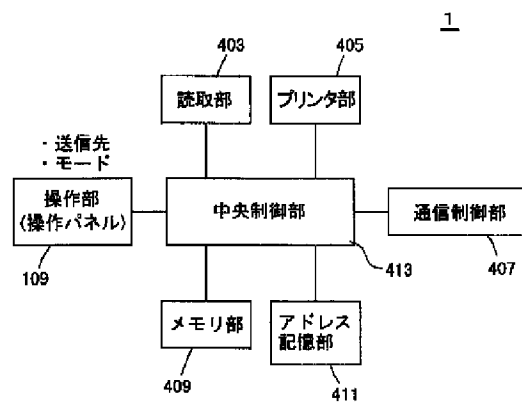 1
403
405
読取部
プリンタ部
・送信先
・モード
操作部
(操作パネル)
中央制御部
通信制御部
109
413
407
メモリ部
アドレス
記憶部
409
411